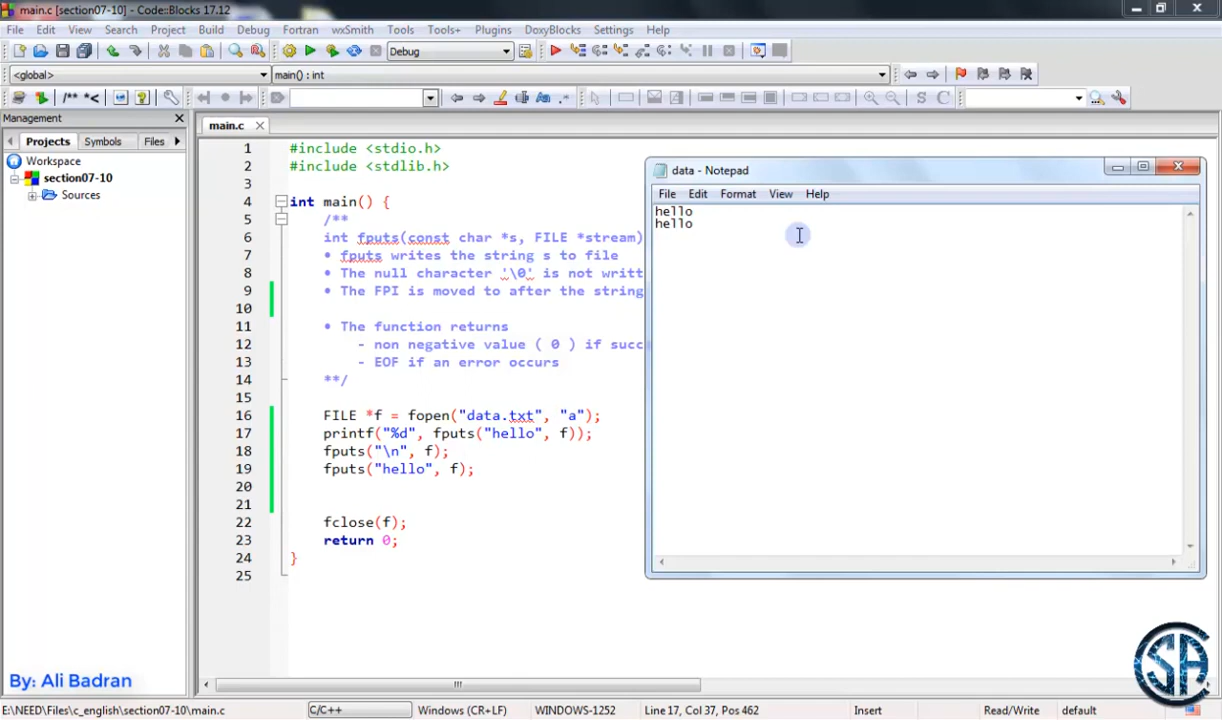 main.c [section07-10] - Code::Blocks 17.12
File Edit View Search Project Build Debug Fortran wxSmith Tools Tools+ Plugins DoxyBlocks Settings Help
Debug
<global> main() : int
/** *< S C
Management
Projects Symbols Files
Workspace
section07-10
Sources
main.c
1 #include <stdio.h>
2 #include <stdlib.h>
3
4 int main() {
5 /**
6 int fputs(const char *s, FILE *stream)
7 • fputs writes the string s to file
8 • The null character '\0' is not writt
9 • The FPI is moved to after the string
10
11 • The function returns
12 - non negative value ( 0 ) if succ
13 - EOF if an error occurs
14 **/
15
16 FILE *f = fopen("data.txt", "a");
17 printf("%d", fputs("hello", f));
18 fputs("\n", f);
19 fputs("hello", f);
20
21
22 fclose(f);
23 return 0;
24 }
25
data - Notepad
File Edit Format View Help
hello
hello
By: Ali Badran
SA
E:\NEED\Files\c_english\section07-10\main.c C/C++ Windows (CR+LF) WINDOWS-1252 Line 17, Col 37, Pos 462 Insert Read/Write default